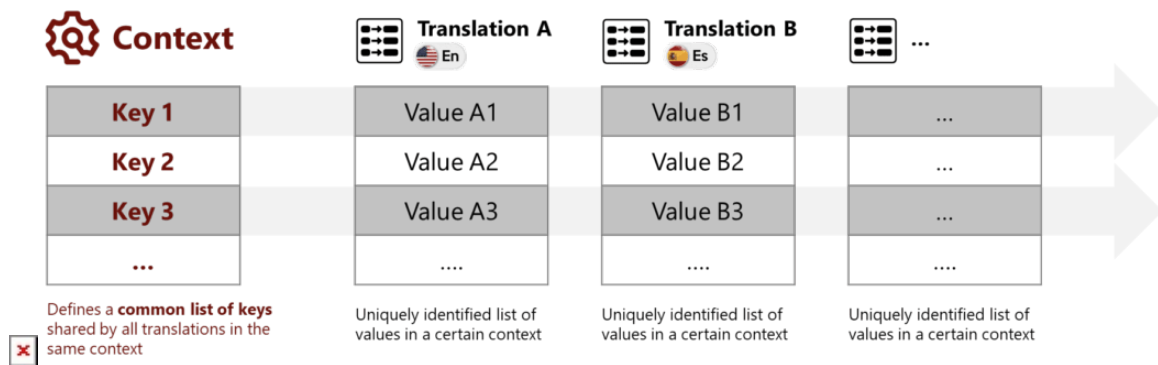 Context
Translation A
En
Translation B
Es
...
Key 1
Value A1
Value B1
...
Key 2
Value A2
Value B2
...
Key 3
Value A3
Value B3
...
...
....
....
....
Defines a common list of keys
shared by all translations in the
same context
Uniquely identified list of
values in a certain context
Uniquely identified list of
values in a certain context
Uniquely identified list of
values in a certain context